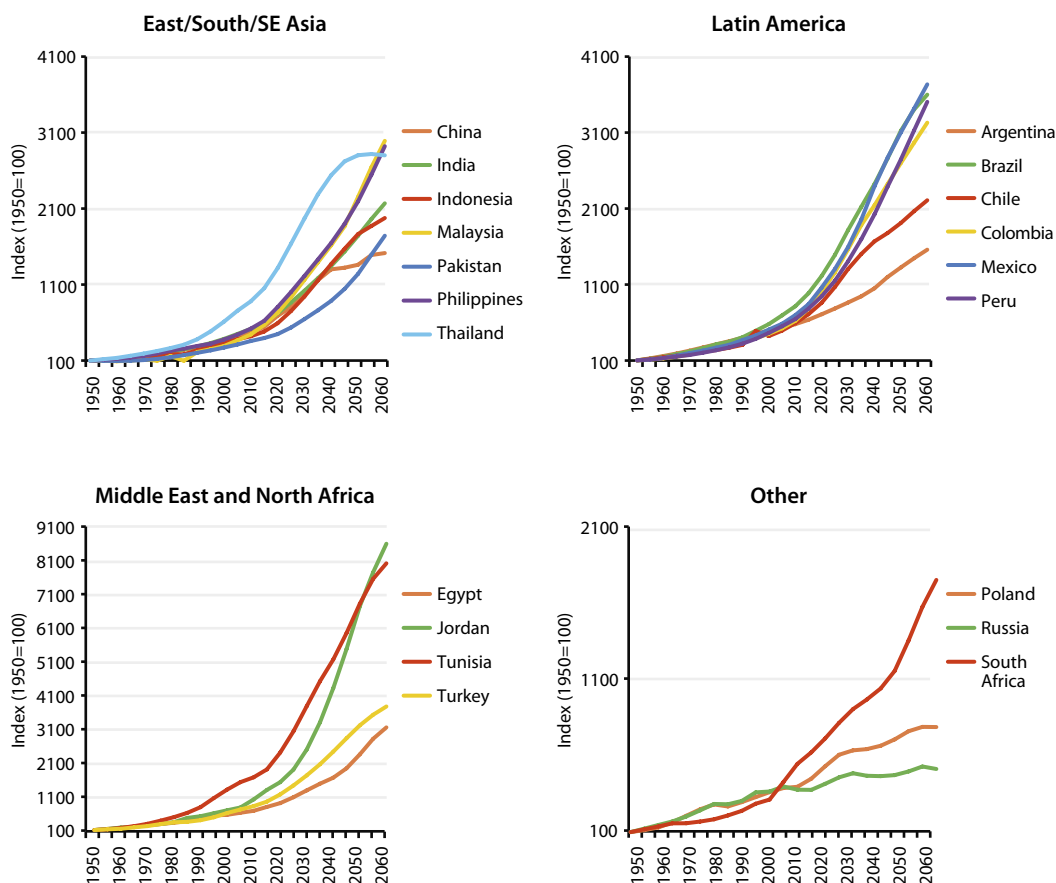 East/South/SE Asia
Index (1950=100)
4100
3100
2100
1100
100
1950
1960
1970
1980
1990
2000
2010
2020
2030
2040
2050
2060
China
India
Indonesia
Malaysia
Pakistan
Philippines
Thailand
Latin America
Index (1950=100)
4100
3100
2100
1100
100
1950
1960
1970
1980
1990
2000
2010
2020
2030
2040
2050
2060
Argentina
Brazil
Chile
Colombia
Mexico
Peru
Middle East and North Africa
Index (1950=100)
9100
8100
7100
6100
5100
4100
3100
2100
1100
100
1950
1960
1970
1980
1990
2000
2010
2020
2030
2040
2050
2060
Egypt
Jordan
Tunisia
Turkey
Other
Index (1950=100)
2100
1100
100
1950
1960
1970
1980
1990
2000
2010
2020
2030
2040
2050
2060
Poland
Russia
South
Africa